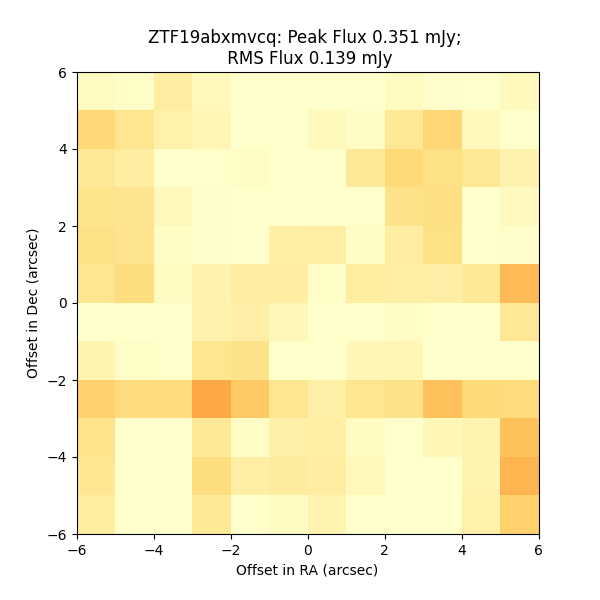 ZTF19abxmvcq: Peak Flux 0.351 mJy;
RMS Flux 0.139 mJy
6
4
2
0
−2
−4
−6
Offset in Dec (arcsec)
−6 −4 −2 0 2 4 6
Offset in RA (arcsec)